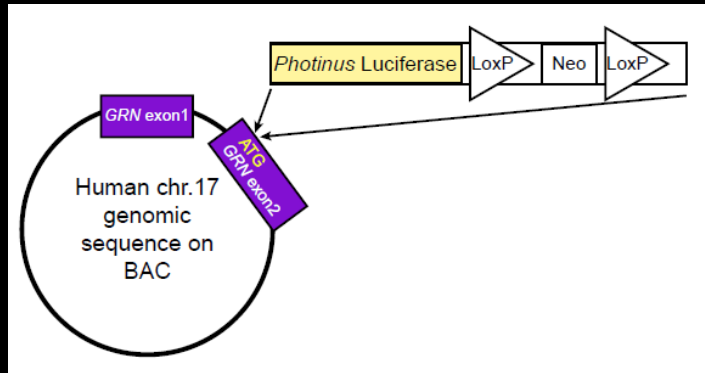 Photinus Luciferase
LoxP
Neo
LoxP
GRN exon1
ATG
GRN exon2
Human chr.17
genomic
sequence on
BAC